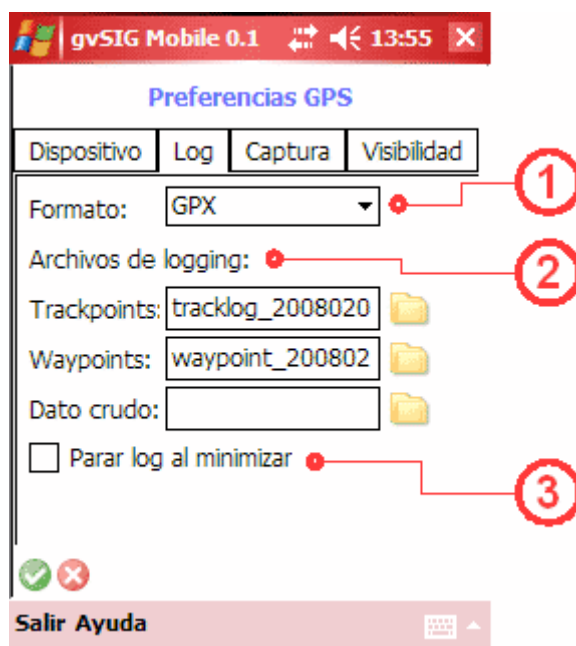 gvSIG Mobile 0.1 13:55
Preferencias GPS
Dispositivo Log Captura Visibilidad
Formato: GPX
1
Archivos de logging:
2
Trackpoints: tracklog_2008020
Waypoints: waypoint_200802
Dato crudo:
Parar log al minimizar
3
Salir Ayuda